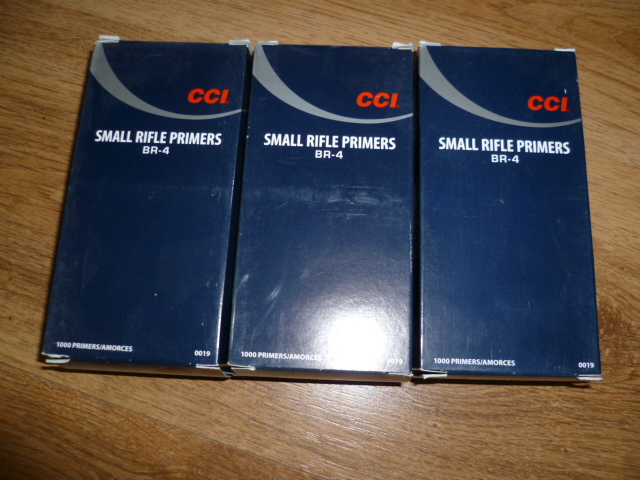 CCI
SMALL RIFLE PRIMERS
BR-4
1000 PRIMERS/AMORCES 0019
CCI
SMALL RIFLE PRIMERS
BR-4
1000 PRIMERS/AMORCES 0019
CCI
SMALL RIFLE PRIMERS
BR-4
1000 PRIMERS/AMORCES 0019